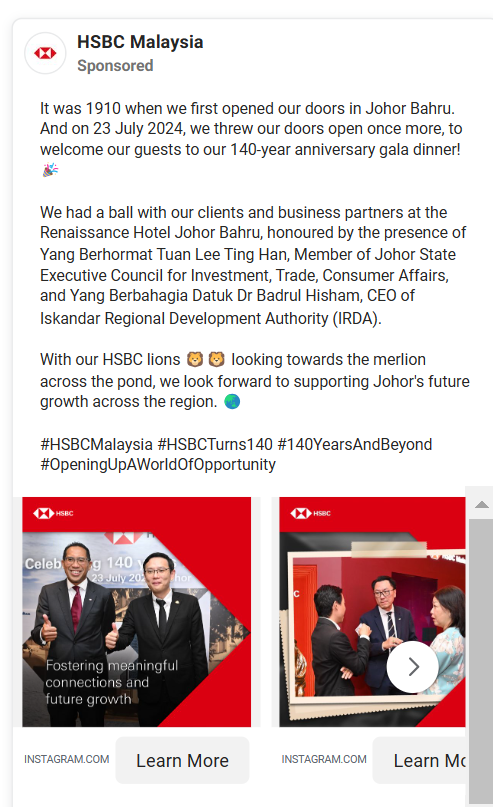 HSBC Malaysia
Sponsored
It was 1910 when we first opened our doors in Johor Bahru.
And on 23 July 2024, we threw our doors open once more, to
welcome our guests to our 140-year anniversary gala dinner!
🎉
We had a ball with our clients and business partners at the
Renaissance Hotel Johor Bahru, honoured by the presence of
Yang Berhormat Tuan Lee Ting Han, Member of Johor State
Executive Council for Investment, Trade, Consumer Affairs,
and Yang Berbahagia Datuk Dr Badrul Hisham, CEO of
Iskandar Regional Development Authority (IRDA).
With our HSBC lions 🦁🦁 looking towards the merlion
across the pond, we look forward to supporting Johor's future
growth across the region. 🌏
#HSBCMalaysia #HSBCTurns140 #140YearsAndBeyond
#OpeningUpAWorldOfOpportunity
HSBC
HSBC
23 July 202
Fostering meaningful
connections and
future growth
INSTAGRAM.COM
Learn More
INSTAGRAM.COM
Learn Mo